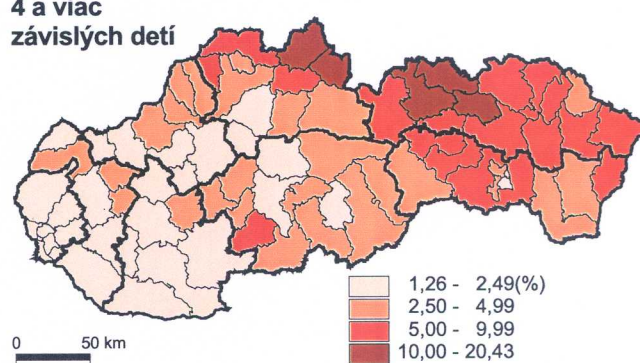 4 a viac
závislých detí
1,26 - 2,49(%)
2,50 - 4,99
5,00 - 9,99
10,00 - 20,43
0 50 km